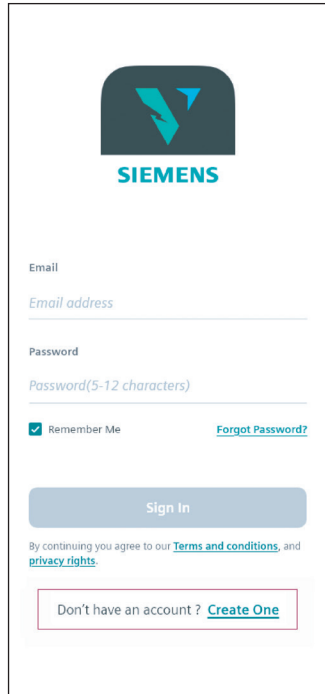 SIEMENS
Email
Email address
Password
Password(5-12 characters)
Remember Me
Forgot Password?
Sign In
By continuing you agree to our Terms and conditions, and
privacy rights.
Don't have an account ? Create One